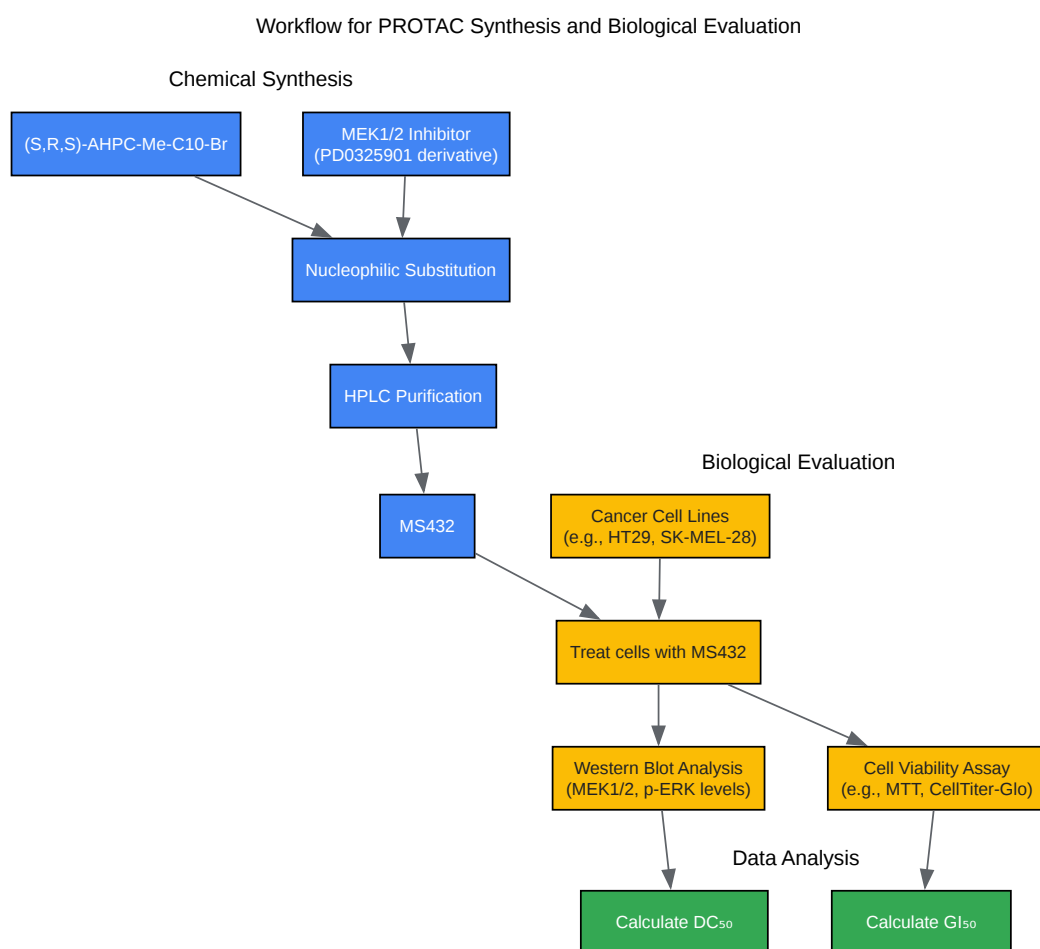 Workflow for PROTAC Synthesis and Biological Evaluation
Chemical Synthesis
(S,R,S)-AHPC-Me-C10-Br
MEK1/2 Inhibitor
(PD0325901 derivative)
Nucleophilic Substitution
HPLC Purification
Biological Evaluation
MS432
Cancer Cell Lines
(e.g., HT29, SK-MEL-28)
Treat cells with MS432
Western Blot Analysis
(MEK1/2, p-ERK levels)
Cell Viability Assay
(e.g., MTT, CellTiter-Glo)
Data Analysis
Calculate DC₅₀
Calculate GI₅₀